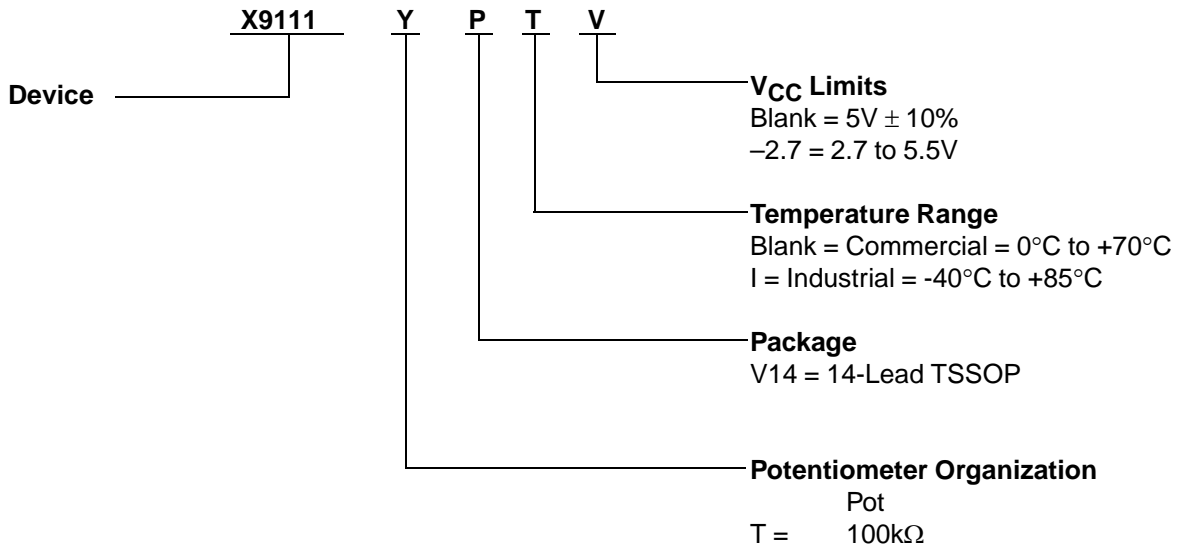 X9111 Y P T V
Device
VCC Limits
Blank = 5V ± 10%
–2.7 = 2.7 to 5.5V
Temperature Range
Blank = Commercial = 0°C to +70°C
I = Industrial = -40°C to +85°C
Package
V14 = 14-Lead TSSOP
Potentiometer Organization
Pot
T = 100kΩ